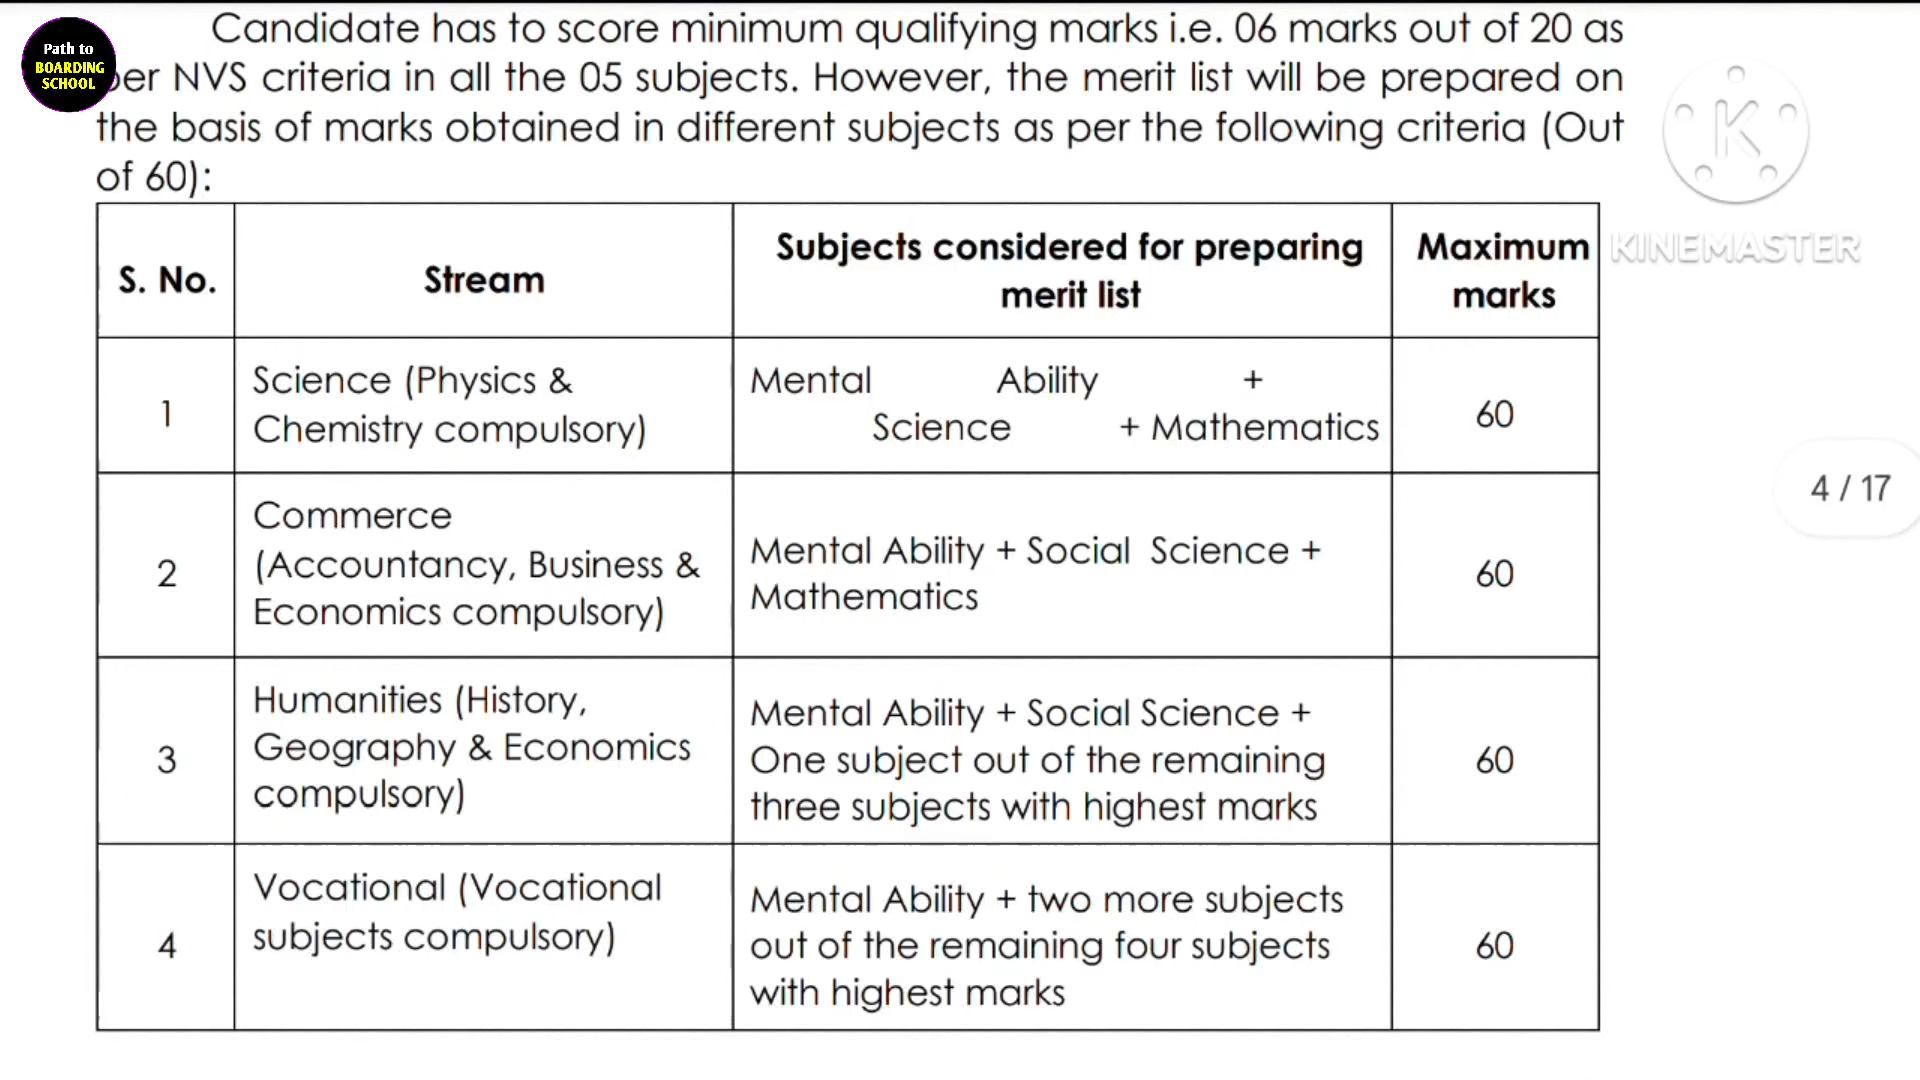 Candidate has to score minimum qualifying marks i.e. 06 marks out of 20 as
Path to
BOARDING
SCHOOL
per NVS criteria in all the 05 subjects. However, the merit list will be prepared on
the basis of marks obtained in different subjects as per the following criteria (Out
of 60):
K
KINEMASTER
S. No.
Stream
Subjects considered for preparing
merit list
Maximum
marks
1
Science (Physics &
Chemistry compulsory)
Mental Ability +
Science + Mathematics
60
4 / 17
2
Commerce
(Accountancy, Business &
Economics compulsory)
Mental Ability + Social Science +
Mathematics
60
3
Humanities (History,
Geography & Economics
compulsory)
Mental Ability + Social Science +
One subject out of the remaining
three subjects with highest marks
60
4
Vocational (Vocational
subjects compulsory)
Mental Ability + two more subjects
out of the remaining four subjects
with highest marks
60